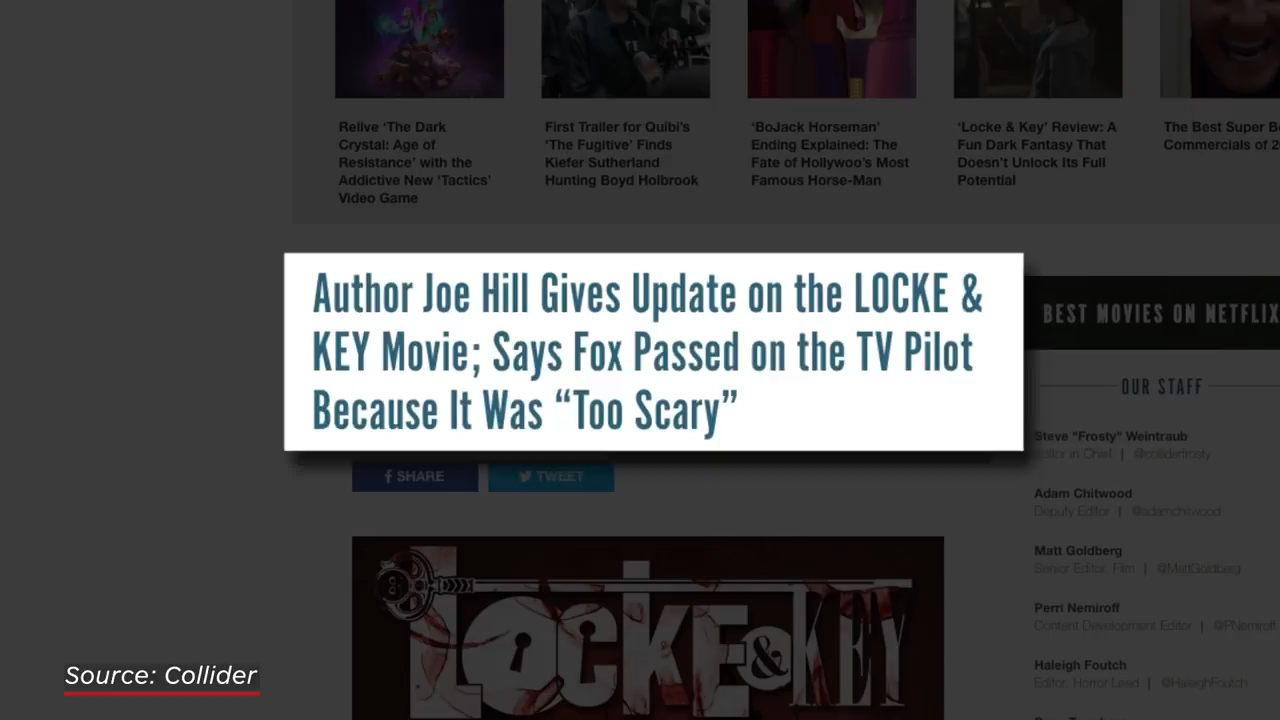 Relive ‘The Dark
Crystal: Age of
Resistance’ with the
Addictive New ‘Tactics’
Video Game
First Trailer for Quibi’s
‘The Fugitive’ Finds
Kiefer Sutherland
Hunting Boyd Holbrook
‘BoJack Horseman’
Ending Explained: The
Fate of Hollywoo’s Most
Famous Horse-Man
‘Locke & Key’ Review: A
Fun Dark Fantasy That
Doesn’t Unlock Its Full
Potential
The Best Super
Commercials of
Author Joe Hill Gives Update on the LOCKE &
KEY Movie; Says Fox Passed on the TV Pilot
Because It Was “Too Scary”
SHARE
TWEET
LOCKE & KEY
BEST MOVIES ON NETFLIX
OUR STAFF
Steve "Frosty" Weintraub
Editor in Chief | @colliderfrosty
Adam Chitwood
Deputy Editor | @adamchitwood
Matt Goldberg
Senior Editor, Film | @MattGoldberg
Perri Nemiroff
Content Development Editor | @PNemiroff
Haleigh Foutch
Editor, Horror Lead | @HaleighFoutch
Source: Collider